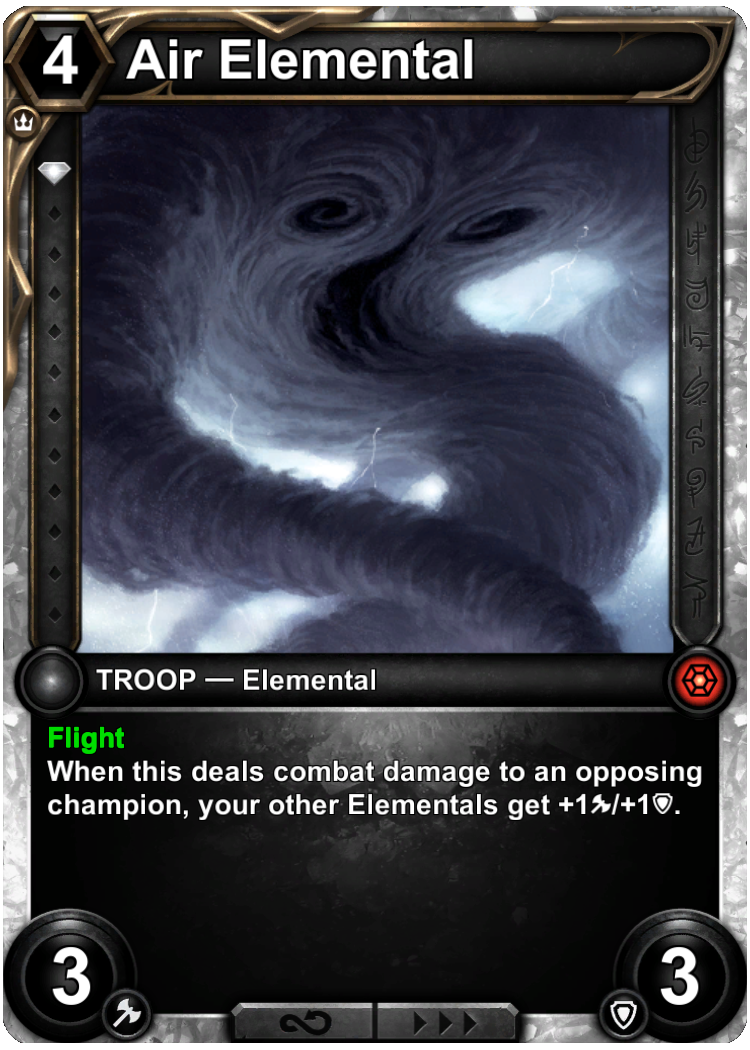 4
Air Elemental
TROOP — Elemental
Flight
When this deals combat damage to an opposing
champion, your other Elementals get +1/+1.
3
3